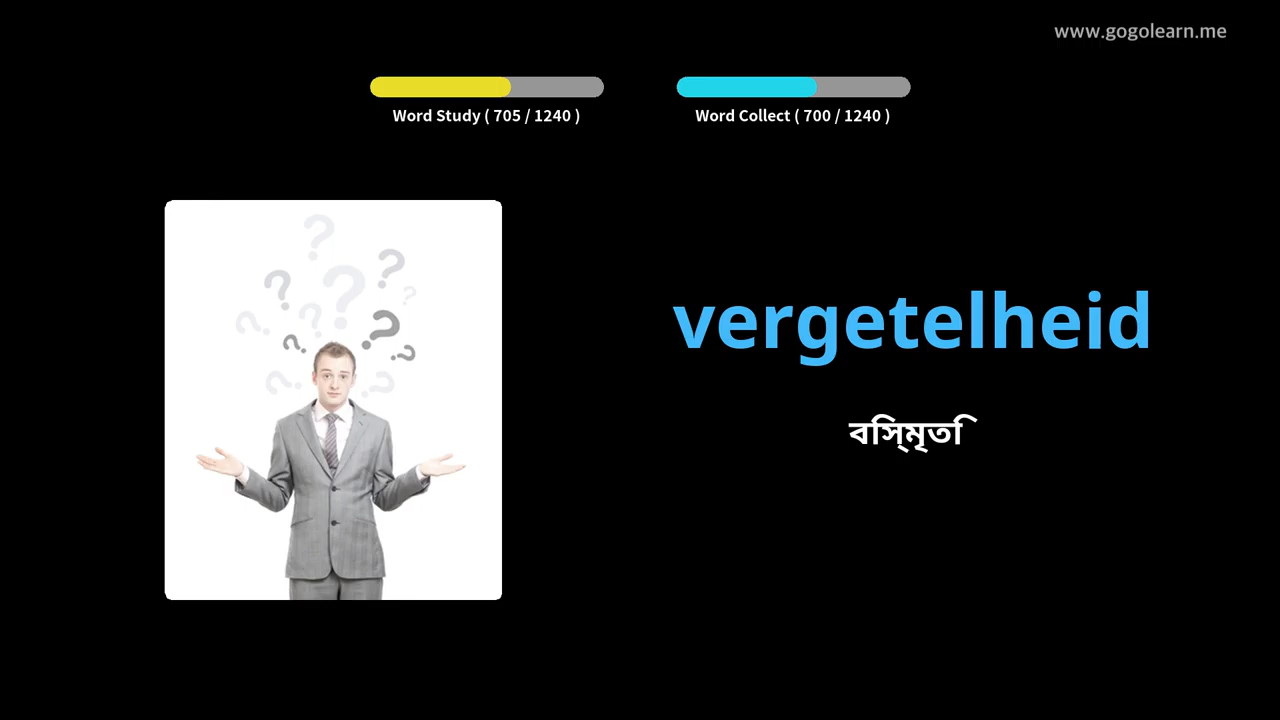 www.gogolearn.me
Word Study ( 705 / 1240 )
Word Collect ( 700 / 1240 )
vergetelheid
বিস্মৃতি